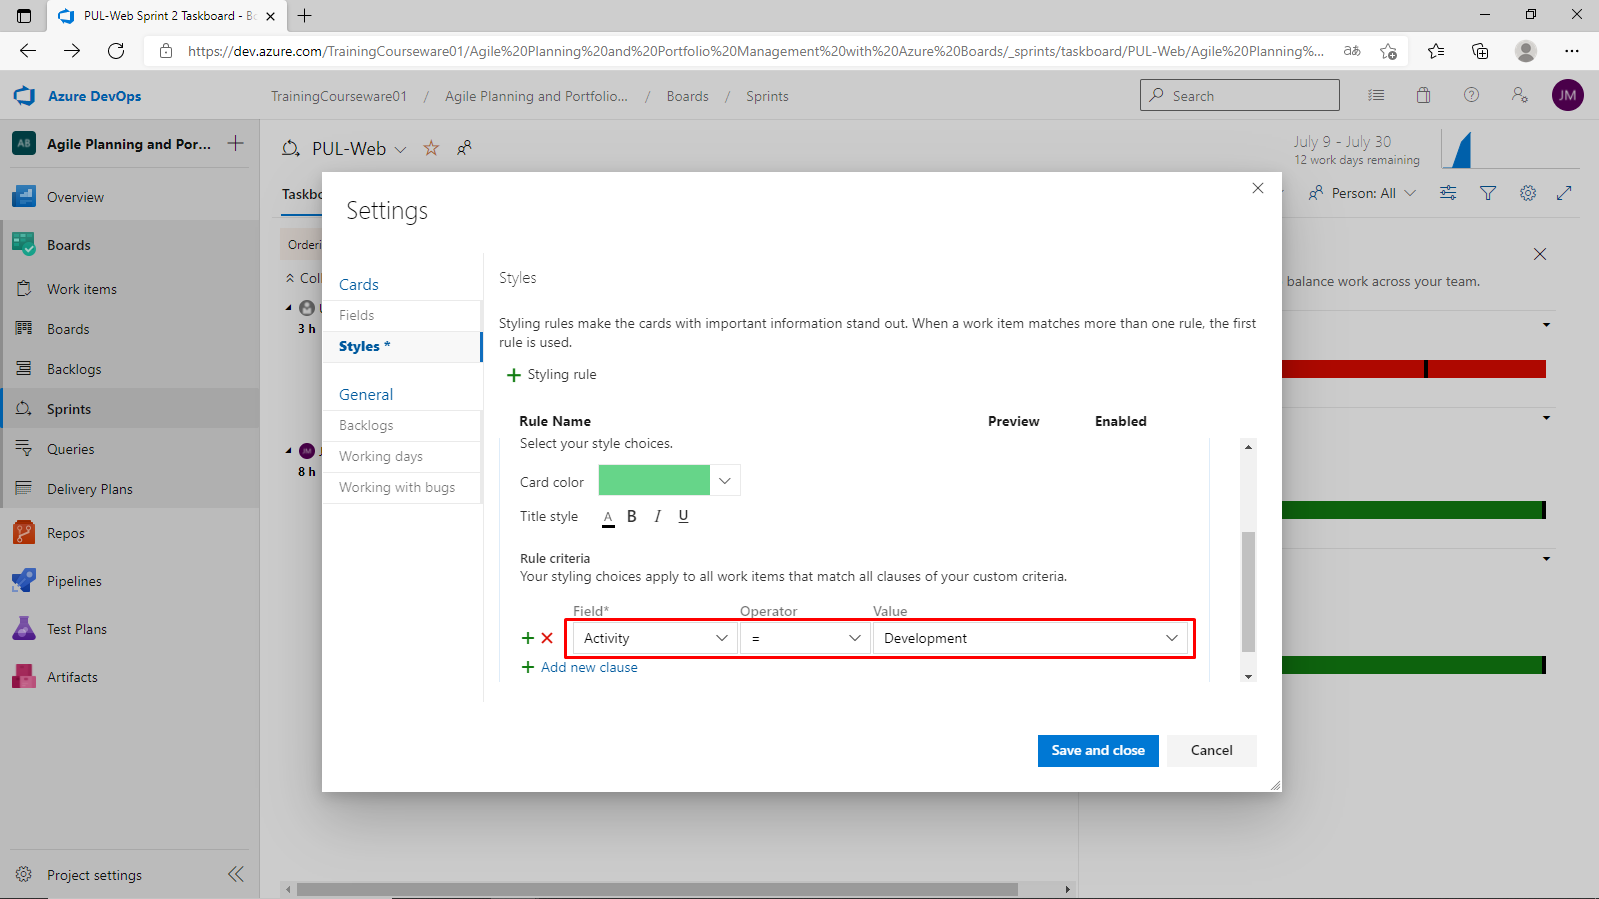 PUL-Web Sprint 2 Taskboard - Bo
https://dev.azure.com/TrainingCourseware01/Agile%20Planning%20and%20Portfolio%20Management%20with%20Azure%20Boards/_sprints/taskboard/PUL-Web/Agile%20Planning%...
Azure DevOps
TrainingCourseware01 / Agile Planning and Portfolio... / Boards / Sprints
Search
JM
AB
Agile Planning and Por...
Overview
Boards
Work items
Boards
Backlogs
Sprints
Queries
Delivery Plans
Repos
Pipelines
Test Plans
Artifacts
Project settings
PUL-Web
July 9 - July 30
12 work days remaining
Taskbo
Person: All
Orderi
Coll
3 h
JM
8 h
balance work across your team.
Settings
Cards
Fields
Styles *
General
Backlogs
Working days
Working with bugs
Styles
Styling rules make the cards with important information stand out. When a work item matches more than one rule, the first
rule is used.
Styling rule
Rule Name Preview Enabled
Select your style choices.
Card color
Title style A B I U
Rule criteria
Your styling choices apply to all work items that match all clauses of your custom criteria.
Field* Operator Value
Activity = Development
Add new clause
Save and close Cancel